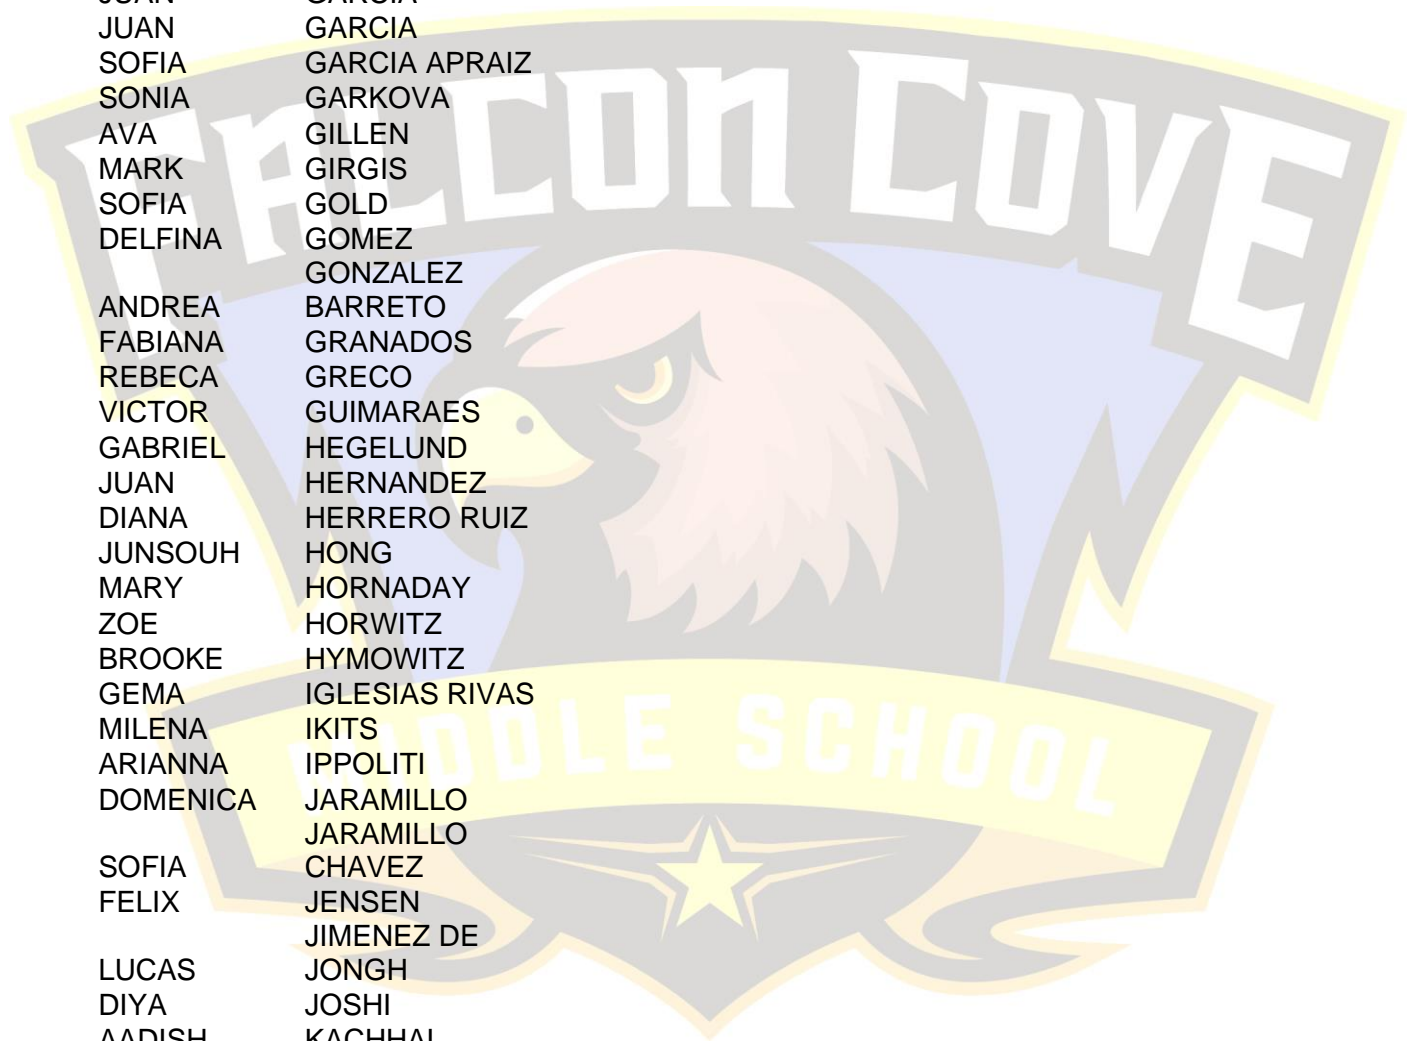 JUAN GARCIA
JUAN GARCIA
SOFIA GARCIA APRAIZ
SONIA GARKOVA
AVA GILLEN
MARK GIRGIS
SOFIA GOLD
DELFINA GOMEZ
GONZALEZ
ANDREA BARRETO
FABIANA GRANADOS
REBECA GRECO
VICTOR GUIMARAES
GABRIEL HEGELUND
JUAN HERNANDEZ
DIANA HERRERO RUIZ
JUNSOUH HONG
MARY HORNADAY
ZOE HORWITZ
BROOKE HYMOWITZ
GEMA IGLESIAS RIVAS
MILENA IKITS
ARIANNA IPPOLITI
DOMENICA JARAMILLO
JARAMILLO
SOFIA CHAVEZ
FELIX JENSEN
JIMENEZ DE
LUCAS JONGH
DIYA JOSHI
AADISH
FALCON COVE
MIDDLE SCHOOL